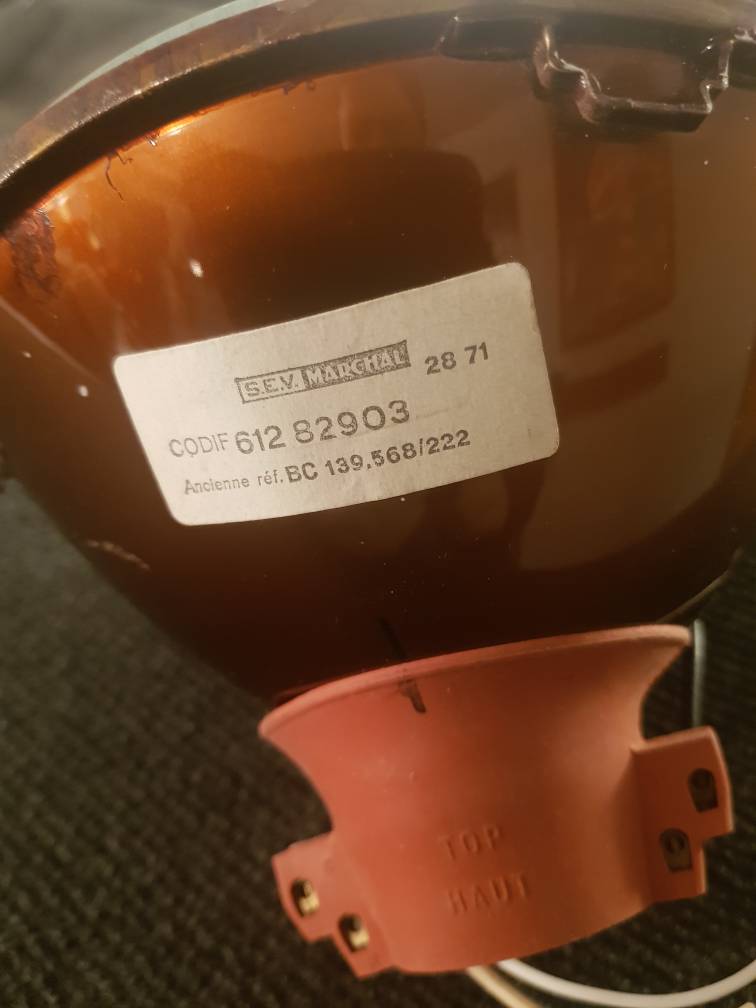 S.E.V. MARCHAL 28 71
CODIF 612 82903
Ancienne réf. BC 139.568/222
TOP
HAUT